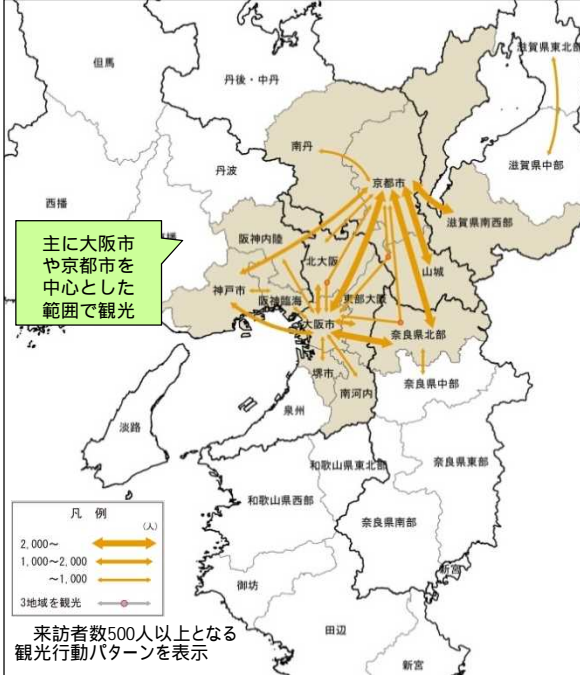 但馬
丹後・中丹
滋賀県東北部
南丹
丹波
滋賀県中部
京都市
西播
滋賀県南西部
主に大阪市
や京都市を
中心とした
範囲で観光
播
阪神内陸
北大阪
山城
神戸市
阪神臨海
東部大阪
大阪市
奈良県北部
堺市
奈良県中部
南河内
泉州
淡路
和歌山県東北部
奈良県東部
和歌山県西部
奈良県南部
凡 例
(人)
2,000~
1,000~2,000
~1,000
3地域を観光
新宮
御坊
来訪者数500人以上となる
観光行動パターンを表示
田辺
新宮